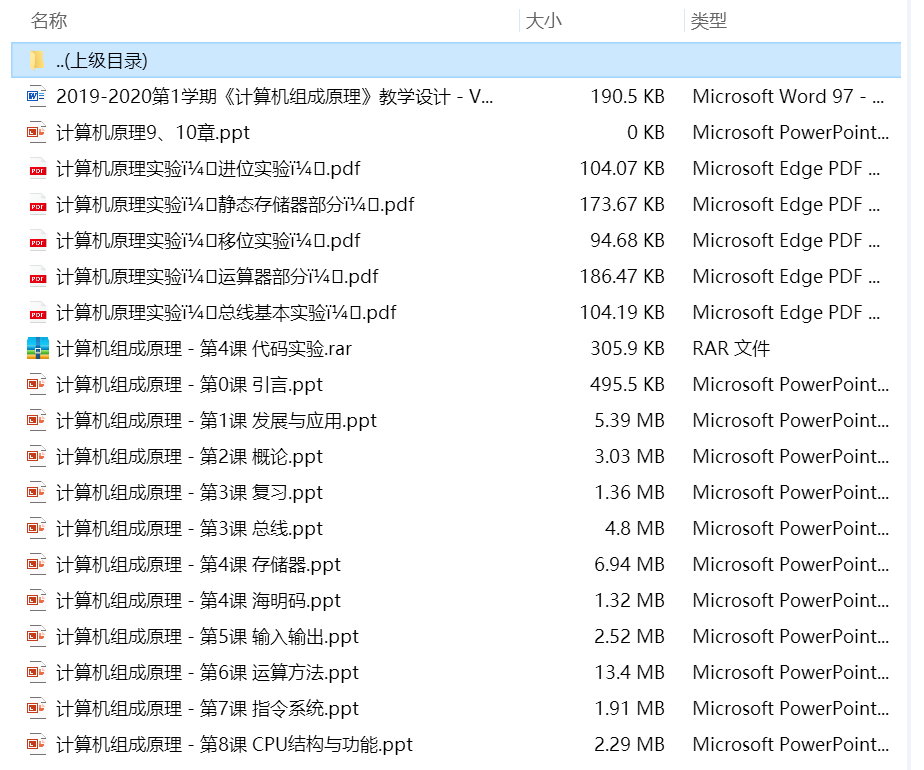 名称 大小 类型
..(上级目录)
2019-2020第1学期《计算机组成原理》教学设计 - V... 190.5 KB Microsoft Word 97 - ...
计算机原理9、10章.ppt 0 KB Microsoft PowerPoint...
计算机原理实验ï¼□进位实验ï¼□.pdf 104.07 KB Microsoft Edge PDF ...
计算机原理实验ï¼□静态存储器部分ï¼□.pdf 173.67 KB Microsoft Edge PDF ...
计算机原理实验ï¼□移位实验ï¼□.pdf 94.68 KB Microsoft Edge PDF ...
计算机原理实验ï¼□运算器部分ï¼□.pdf 186.47 KB Microsoft Edge PDF ...
计算机原理实验ï¼□总线基本实验ï¼□.pdf 104.19 KB Microsoft Edge PDF ...
计算机组成原理 - 第4课 代码实验.rar 305.9 KB RAR 文件
计算机组成原理 - 第0课 引言.ppt 495.5 KB Microsoft PowerPoint...
计算机组成原理 - 第1课 发展与应用.ppt 5.39 MB Microsoft PowerPoint...
计算机组成原理 - 第2课 概论.ppt 3.03 MB Microsoft PowerPoint...
计算机组成原理 - 第3课 复习.ppt 1.36 MB Microsoft PowerPoint...
计算机组成原理 - 第3课 总线.ppt 4.8 MB Microsoft PowerPoint...
计算机组成原理 - 第4课 存储器.ppt 6.94 MB Microsoft PowerPoint...
计算机组成原理 - 第4课 海明码.ppt 1.32 MB Microsoft PowerPoint...
计算机组成原理 - 第5课 输入输出.ppt 2.52 MB Microsoft PowerPoint...
计算机组成原理 - 第6课 运算方法.ppt 13.4 MB Microsoft PowerPoint...
计算机组成原理 - 第7课 指令系统.ppt 1.91 MB Microsoft PowerPoint...
计算机组成原理 - 第8课 CPU结构与功能.ppt 2.29 MB Microsoft PowerPoint...